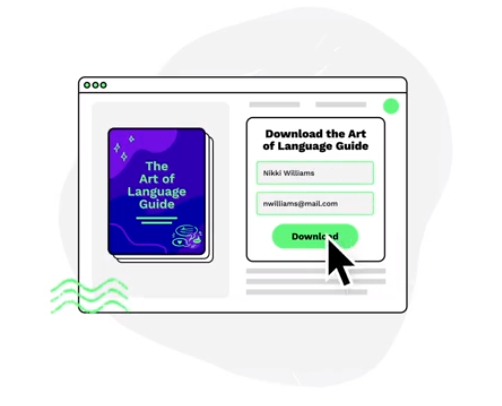 The
Art of
Language
Guide
Download the Art
of Language Guide
Nikki Williams
nwilliams@mail.com
Download